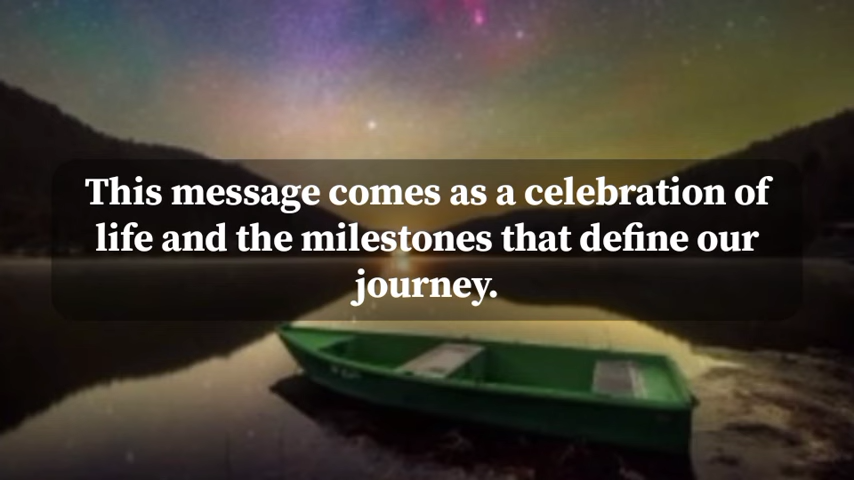 This message comes as a celebration of
life and the milestones that define our
journey.